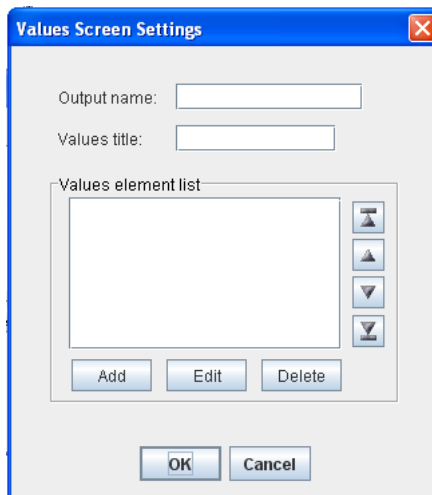 Values Screen Settings
Output name:
Values title:
Values element list
Add Edit Delete
OK Cancel